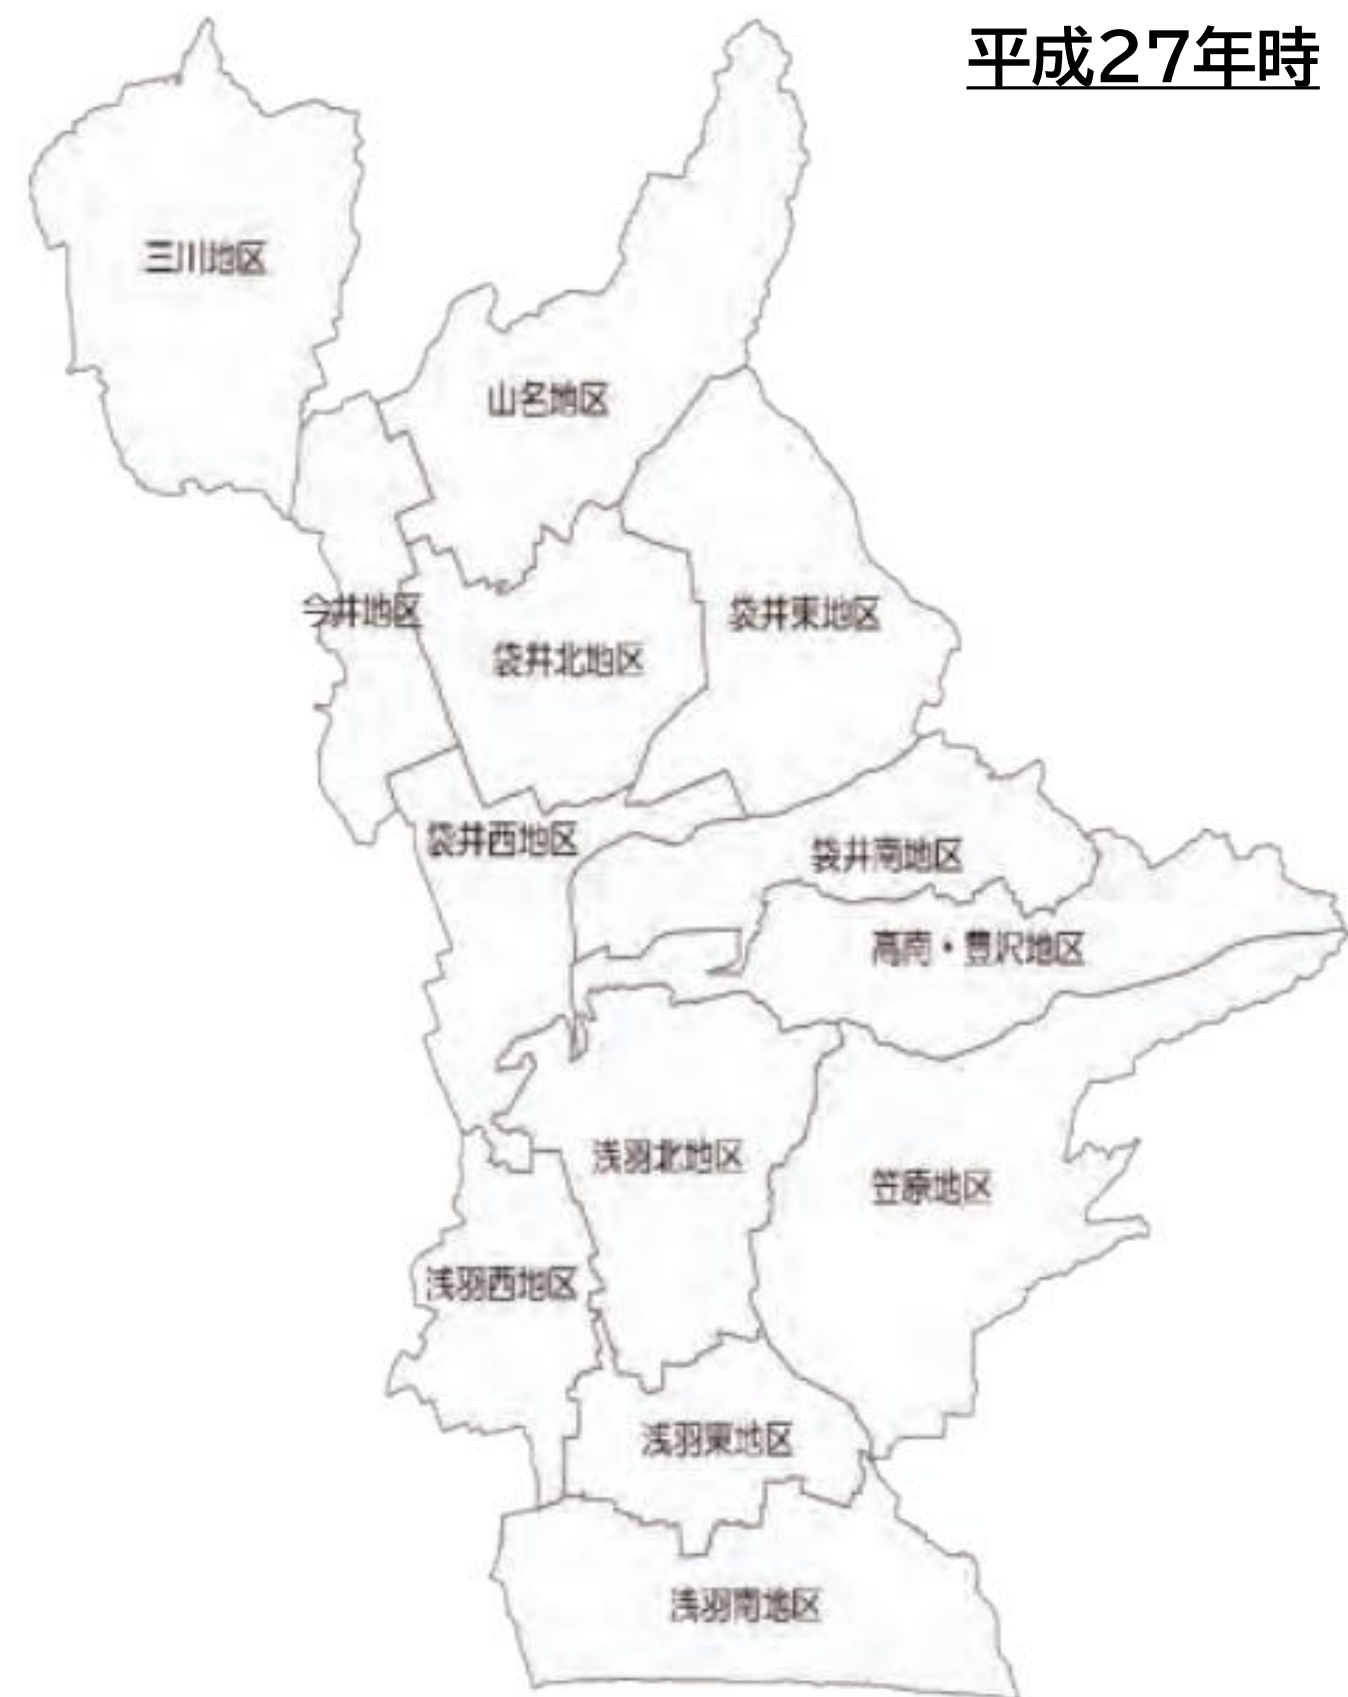 平成27年時
三川地区
山名地区
今井地区
袋井東地区
袋井北地区
袋井西地区
袋井南地区
高南・豊沢地区
浅羽北地区
笠原地区
浅羽西地区
浅羽東地区
浅羽南地区